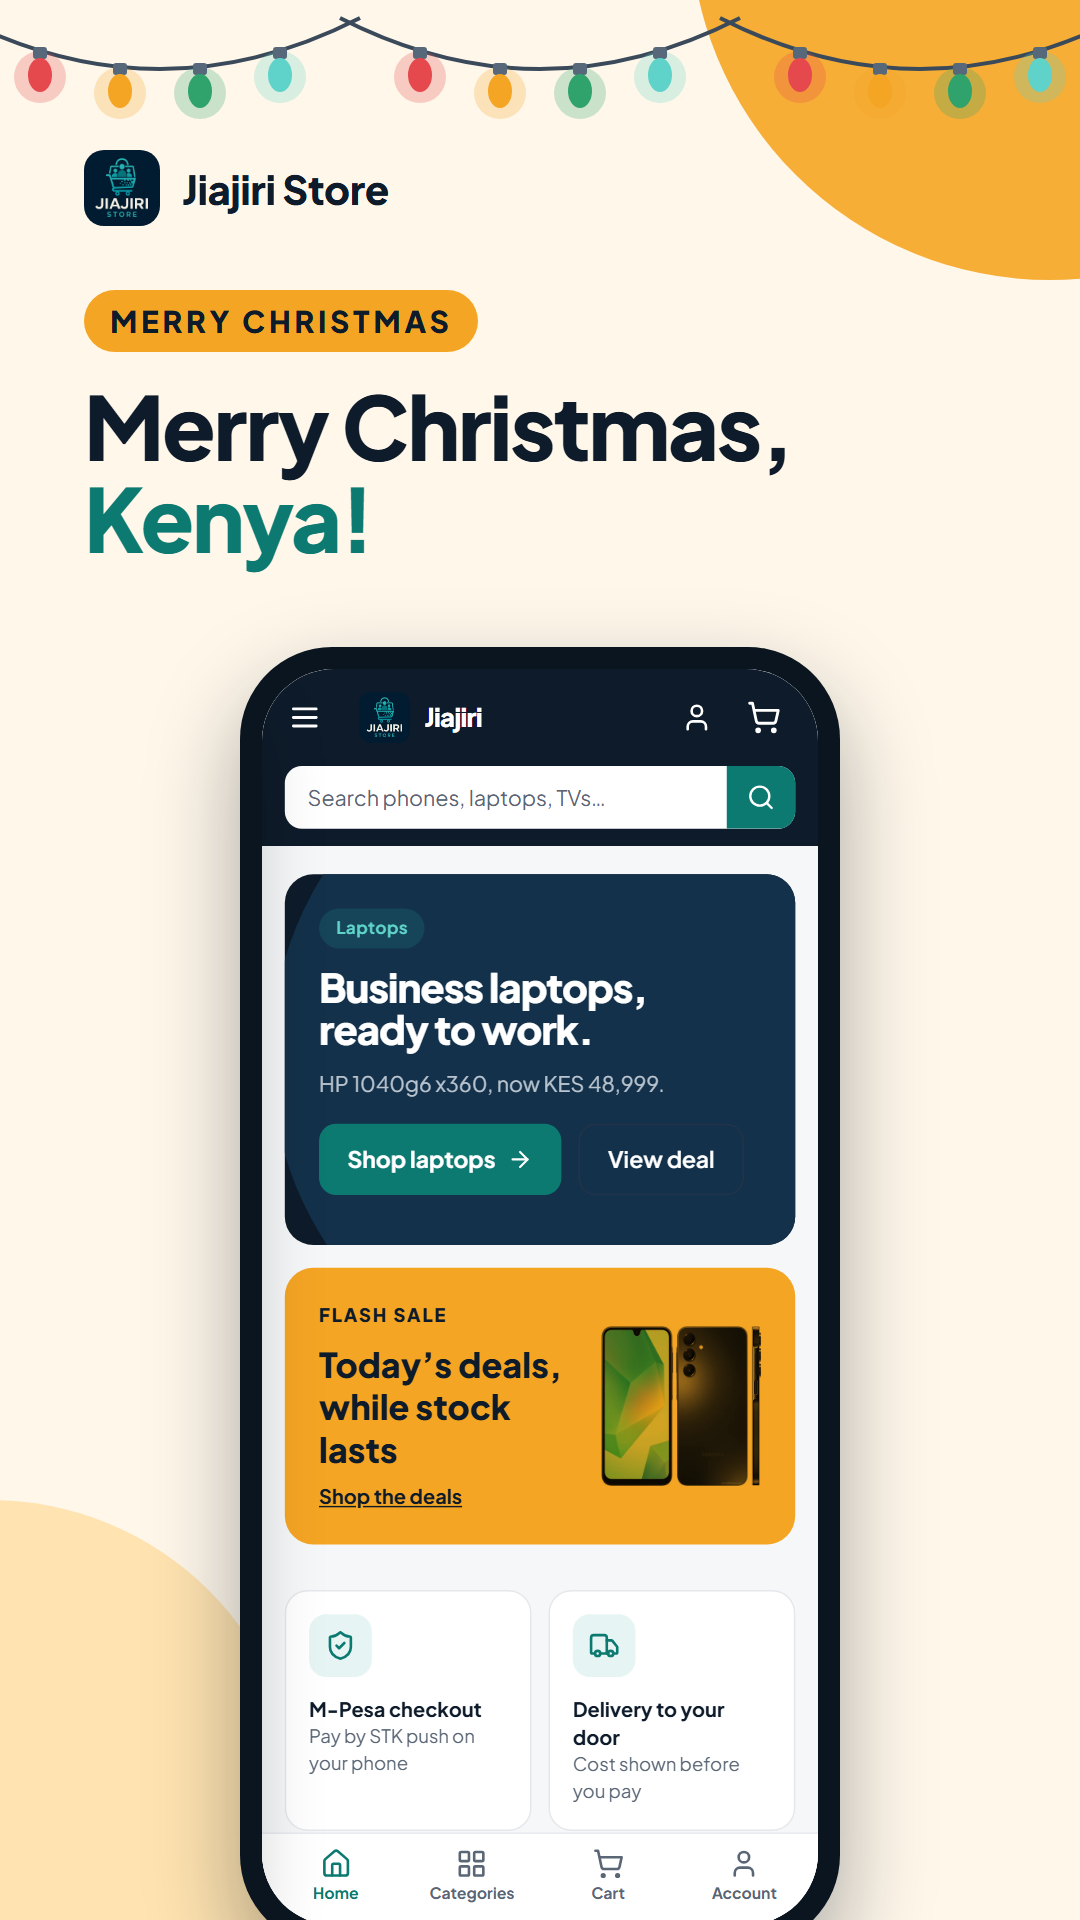 JIAJIRI
STORE
Jiajiri Store
MERRY CHRISTMAS
Merry Christmas,
Kenya!
JIAJIRI
STORE
Jiajiri
Search phones, laptops, TVs...
Laptops
Business laptops,
ready to work.
HP 1040g6 x360, now KES 48,999.
Shop laptops
View deal
FLASH SALE
Today’s deals,
while stock
lasts
Shop the deals
M-Pesa checkout
Pay by STK push on
your phone
Delivery to your
door
Cost shown before
you pay
Home
Categories
Cart
Account